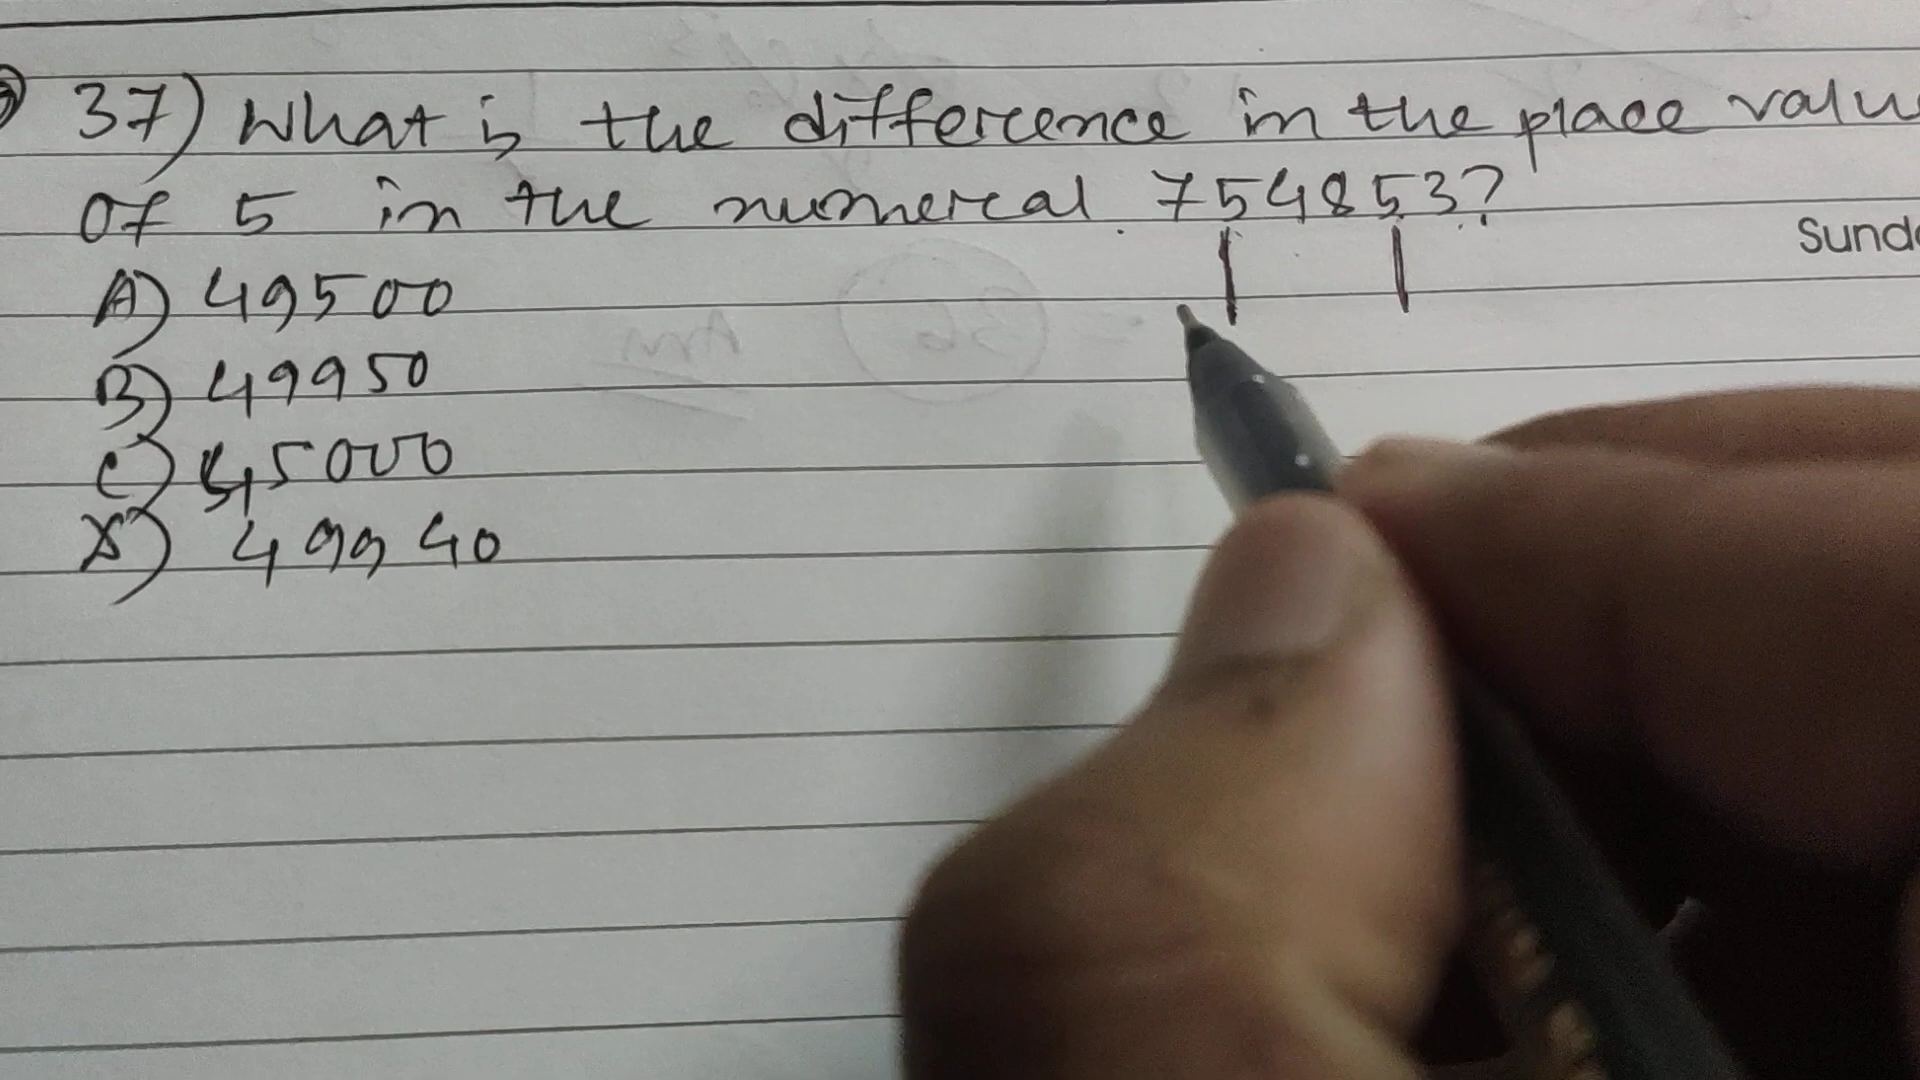 37) What is the difference in the place valu
of 5 in the numercal 754853?
Sund
A) 49500
B) 49950
C) 45000
D) 49940